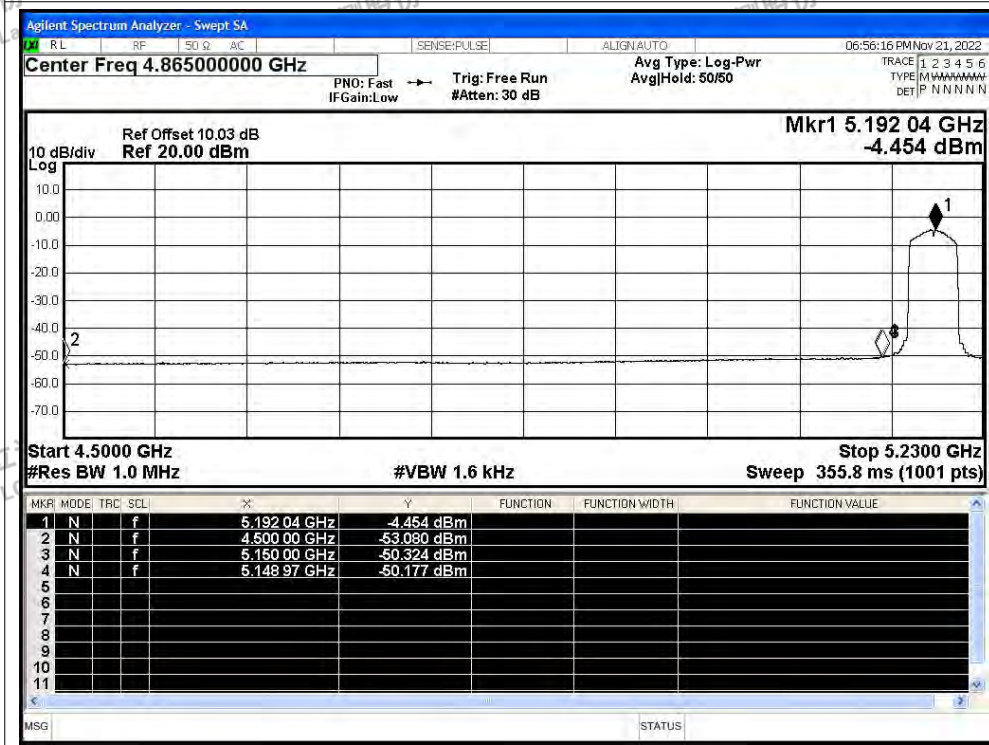 Agilent Spectrum Analyzer - Swept SA
RL RF 50 Ω AC SENSE:PULSE ALIGN AUTO 06:56:16 PM Nov 21, 2022
Center Freq 4.865000000 GHz
PNO: Fast
IFGain:Low
Trig: Free Run
#Atten: 30 dB
Avg Type: Log-Pwr
Avg|Hold: 50/50
TRACE 1 2 3 4 5 6
TYPE M WWWWW
DET P N N N N N
Mkr1 5.192 04 GHz
-4.454 dBm
Ref Offset 10.03 dB
10 dB/div Ref 20.00 dBm
Log
10.0
0.00
-10.0
-20.0
-30.0
-40.0
-50.0
-60.0
-70.0
1
2
Start 4.5000 GHz Stop 5.2300 GHz
#Res BW 1.0 MHz #VBW 1.6 kHz Sweep 355.8 ms (1001 pts)
MKR MODE TRC SCL X Y FUNCTION FUNCTION WIDTH FUNCTION VALUE
1 N f 5.192 04 GHz -4.454 dBm
2 N f 4.500 00 GHz -53.080 dBm
3 N f 5.150 00 GHz -50.324 dBm
4 N f 5.148 97 GHz -50.177 dBm
5
6
7
8
9
10
11
MSG STATUS